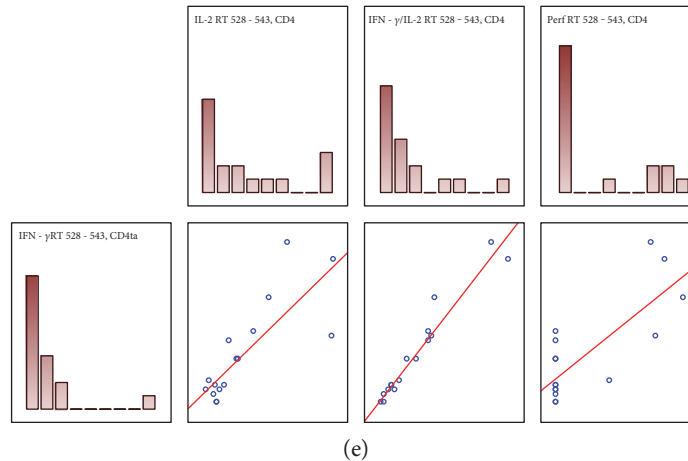 IL-2 RT 528 - 543, CD4
IFN - γ/IL-2 RT 528 - 543, CD4
Perf RT 528 - 543, CD4
IFN - γRT 528 - 543, CD4ta
(e)